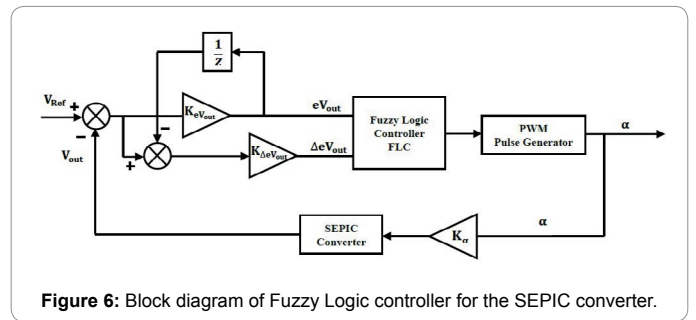 1
z
V_Ref
+
−
K_eV_out
eV_out
Fuzzy Logic
Controller
FLC
PWM
Pulse Generator
α
−
V_out
+
K_ΔeV_out
ΔeV_out
SEPIC
Converter
K_α
α
Figure 6: Block diagram of Fuzzy Logic controller for the SEPIC converter.